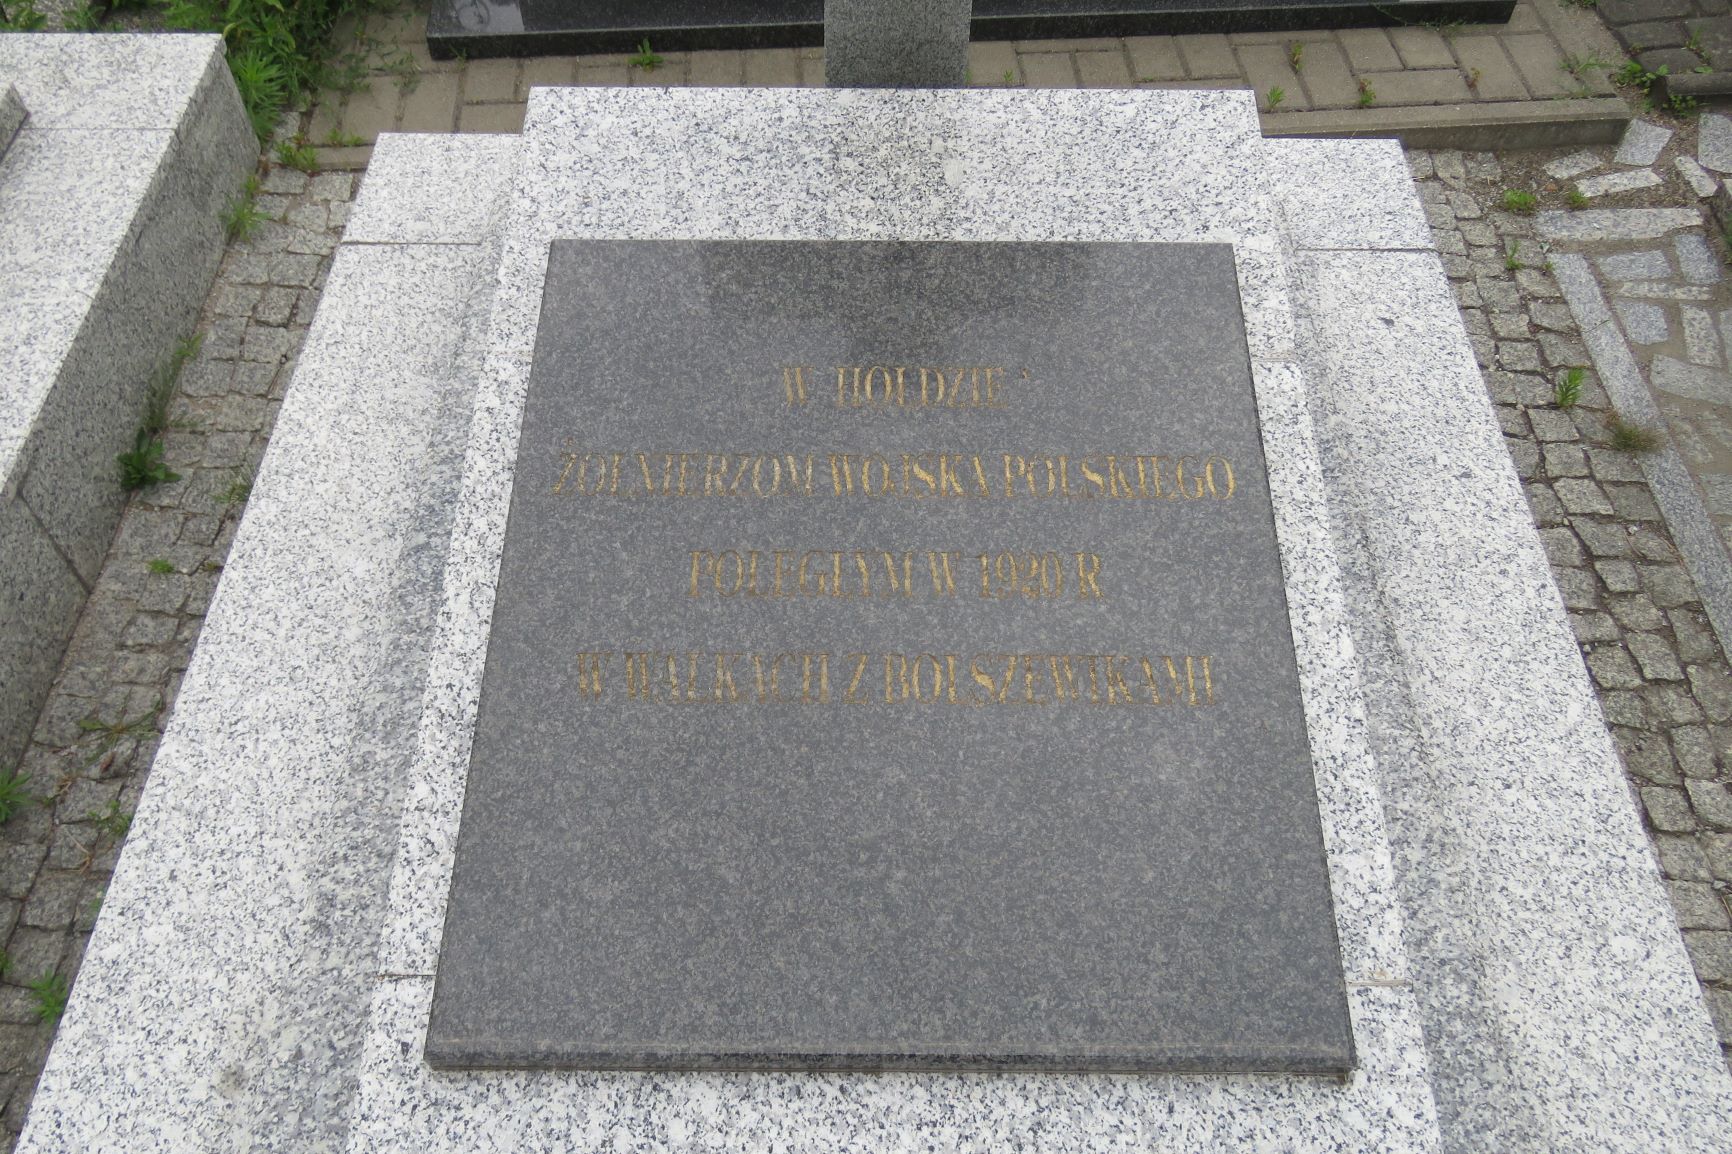 W HOŁDZIE
ŻOŁNIERZOM WOJSKA POLSKIEGO
POLEGŁYM W 1920 R
W WALKACH Z BOLSZEWIKAMI